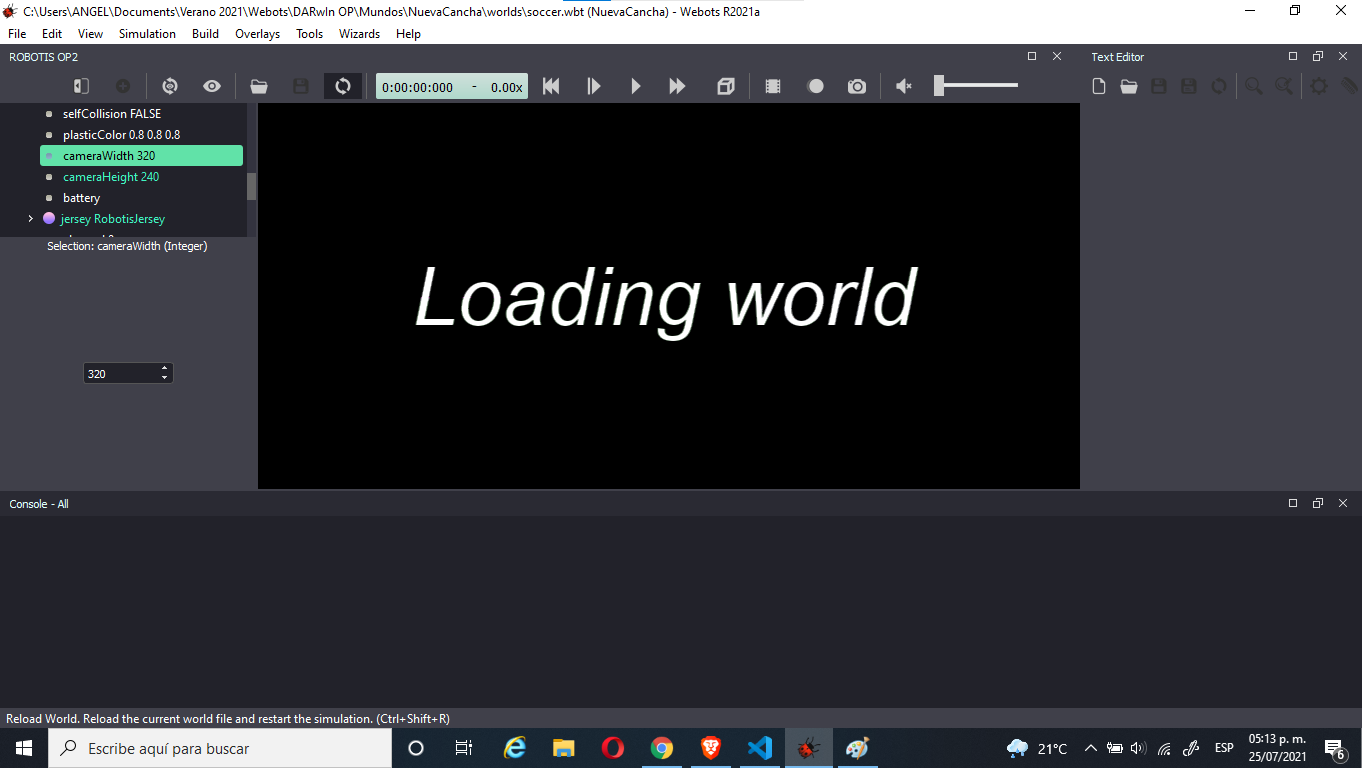 C:\Users\ANGEL\Documents\Verano 2021\Webots\DARwIn OP\Mundos\NuevaCancha\worlds\soccer.wbt (NuevaCancha) - Webots R2021a
File Edit View Simulation Build Overlays Tools Wizards Help
ROBOTIS OP2
Text Editor
0:00:00:000 - 0.00x
selfCollision FALSE
plasticColor 0.8 0.8 0.8
cameraWidth 320
cameraHeight 240
battery
jersey RobotisJersey
Selection: cameraWidth (Integer)
320
Loading world
Console - All
Reload World. Reload the current world file and restart the simulation. (Ctrl+Shift+R)
Escribe aquí para buscar
21°C
ESP
05:13 p. m.
25/07/2021
6